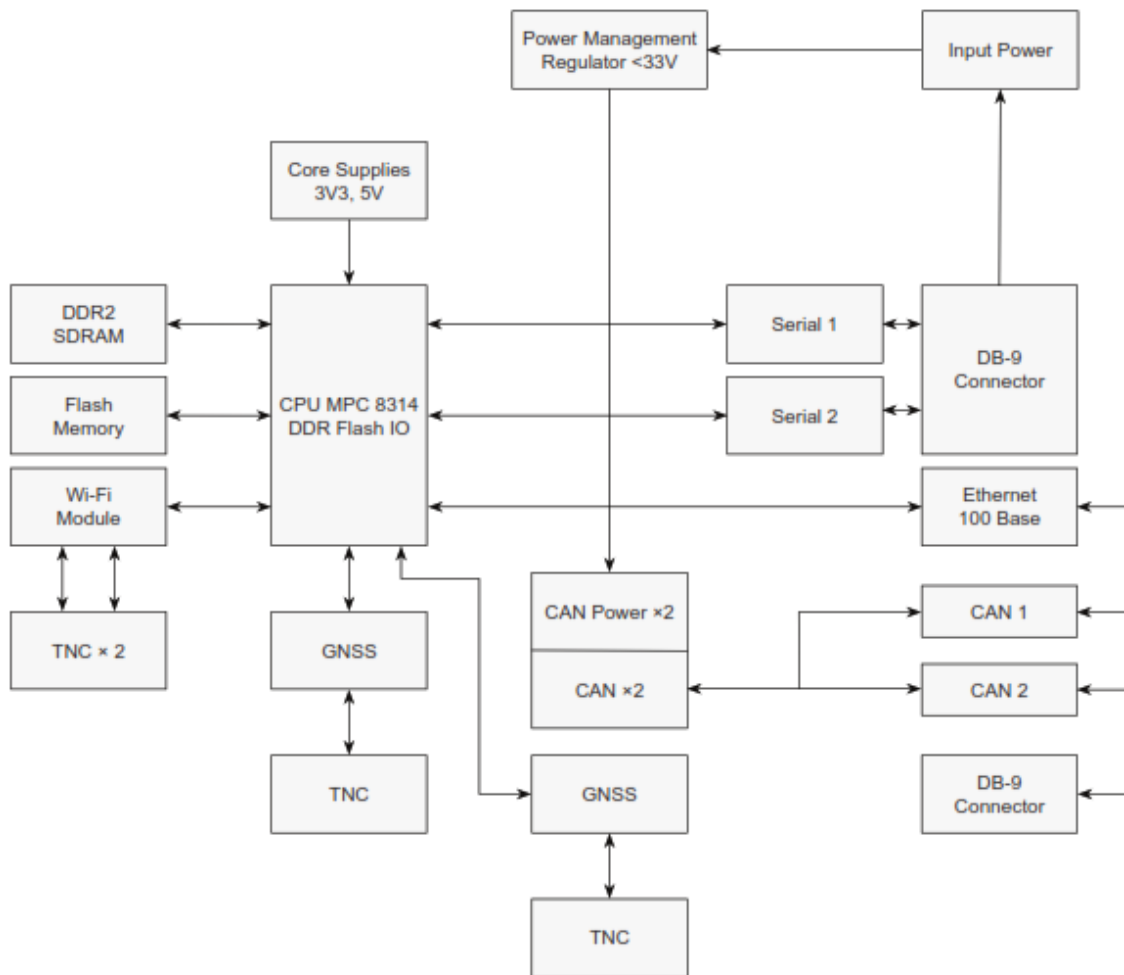 Power Management
Regulator <33V
Input Power
Core Supplies
3V3, 5V
DDR2
SDRAM
CPU MPC 8314
DDR Flash IO
Serial 1
DB-9
Connector
Flash
Memory
Serial 2
Wi-Fi
Module
Ethernet
100 Base
CAN Power ×2
CAN 1
TNC × 2
GNSS
CAN ×2
CAN 2
TNC
GNSS
DB-9
Connector
TNC